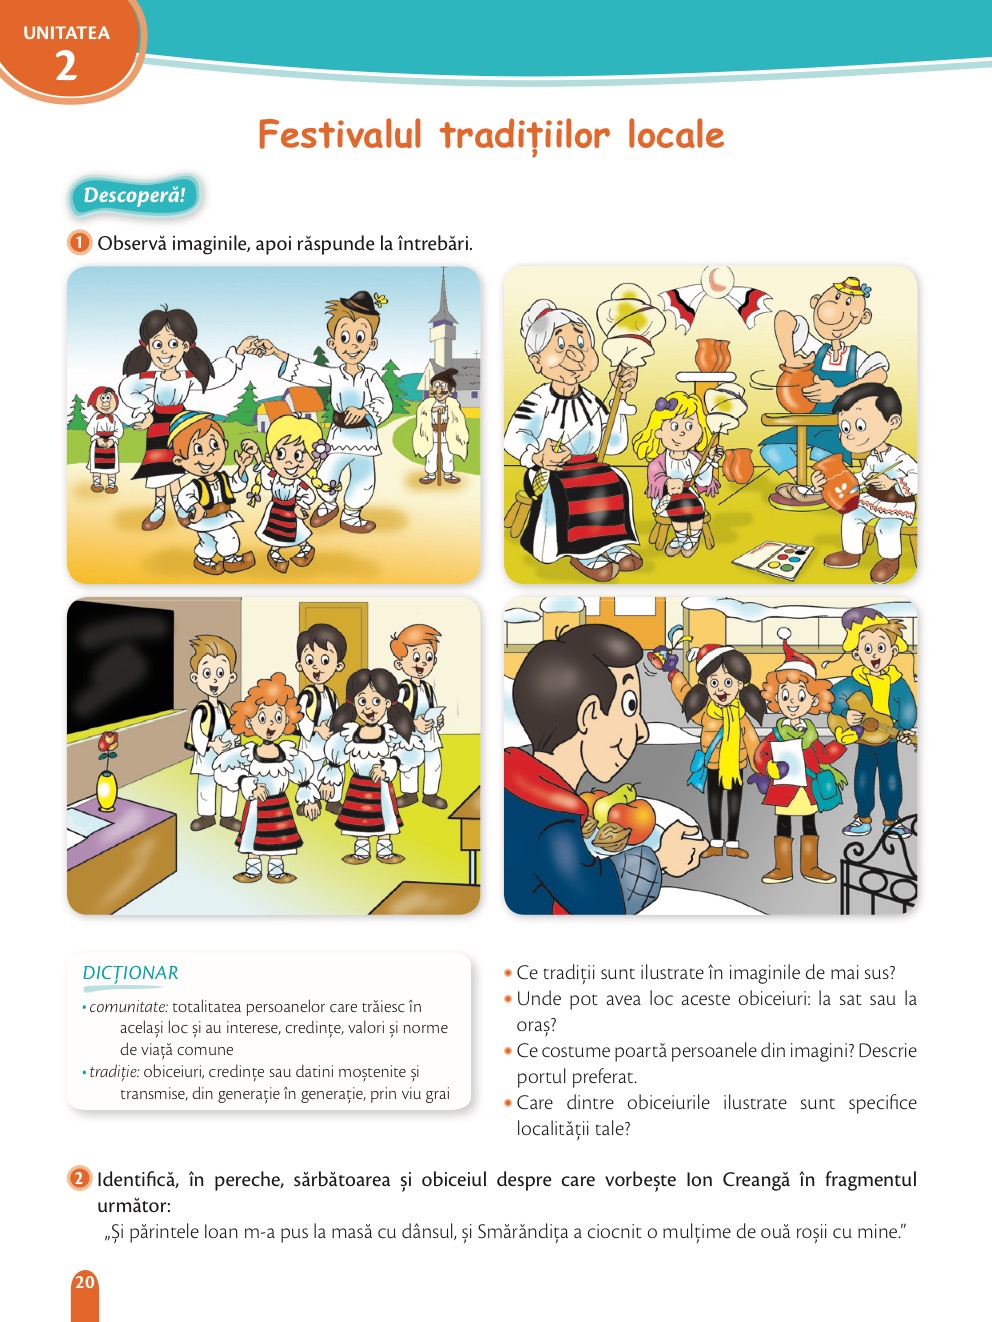 UNITATEA
2
Festivalul tradițiilor locale
Descoperă!
1 Observă imaginile, apoi răspunde la întrebări.
DICȚIONAR
• comunitate: totalitatea persoanelor care trăiesc în
același loc și au interese, credințe, valori și norme
de viață comune
• tradiție: obiceiuri, credințe sau datini moștenite și
transmise, din generație în generație, prin viu grai
• Ce tradiții sunt ilustrate în imaginile de mai sus?
• Unde pot avea loc aceste obiceiuri: la sat sau la
oraș?
• Ce costume poartă persoanele din imagini? Descrie
portul preferat.
• Care dintre obiceiurile ilustrate sunt specifice
localității tale?
2 Identifică, în pereche, sărbătoarea și obiceiul despre care vorbește Ion Creangă în fragmentul
următor:
„Și părintele Ioan m-a pus la masă cu dânsul, și Smărăndița a ciocnit o mulțime de ouă roșii cu mine.”
20